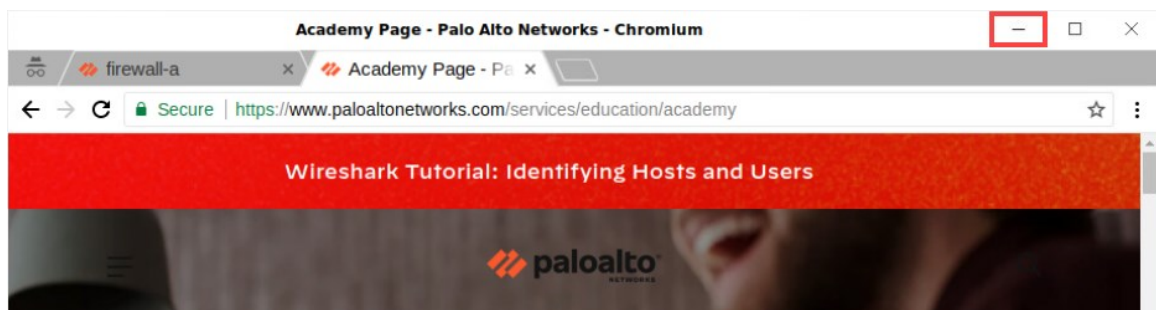 Academy Page - Palo Alto Networks - Chromium
firewall-a
Academy Page - Pa
Secure | https://www.paloaltonetworks.com/services/education/academy
Wireshark Tutorial: Identifying Hosts and Users
paloalto
NETWORKS